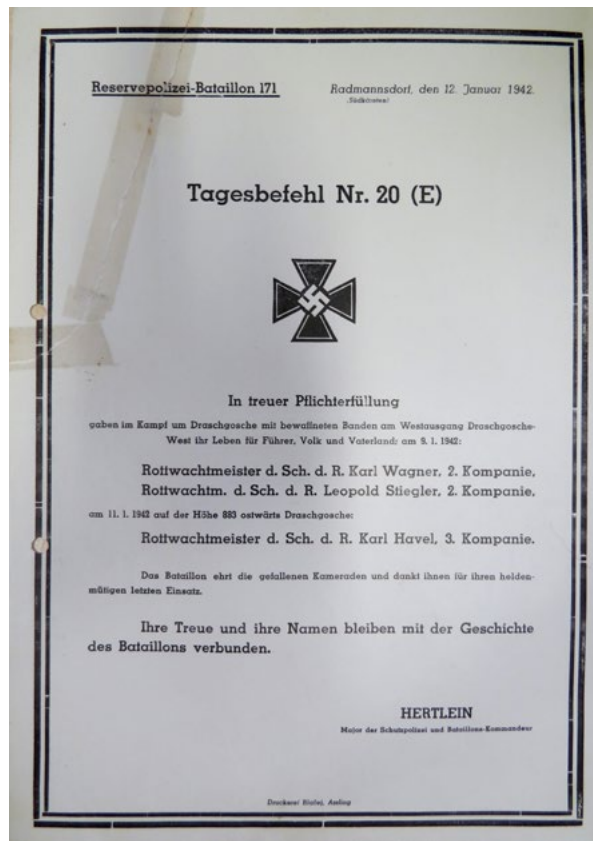 Reservepolizei-Bataillon 171
Radmannsdorf, den 12. Januar 1942.
(Südkärnten)
Tagesbefehl Nr. 20 (E)
In treuer Pflichterfüllung
gaben im Kampf um Draschgosche mit bewaffneten Banden am Westausgang Draschgosche-
West ihr Leben für Führer, Volk und Vaterland: am 9. 1. 1942:
Rottwachtmeister d. Sch. d. R. Karl Wagner, 2. Kompanie,
Rottwachtm. d. Sch. d. R. Leopold Stiegler, 2. Kompanie,
am 11. 1. 1942 auf der Höhe 883 ostwärts Draschgosche:
Rottwachtmeister d. Sch. d. R. Karl Havel, 3. Kompanie.
Das Bataillon ehrt die gefallenen Kameraden und dankt ihnen für ihren helden-
mütigen letzten Einsatz.
Ihre Treue und ihre Namen bleiben mit der Geschichte
des Bataillons verbunden.
HERTLEIN
Major der Schutzpolizei und Bataillons-Kommandeur
Druckerei